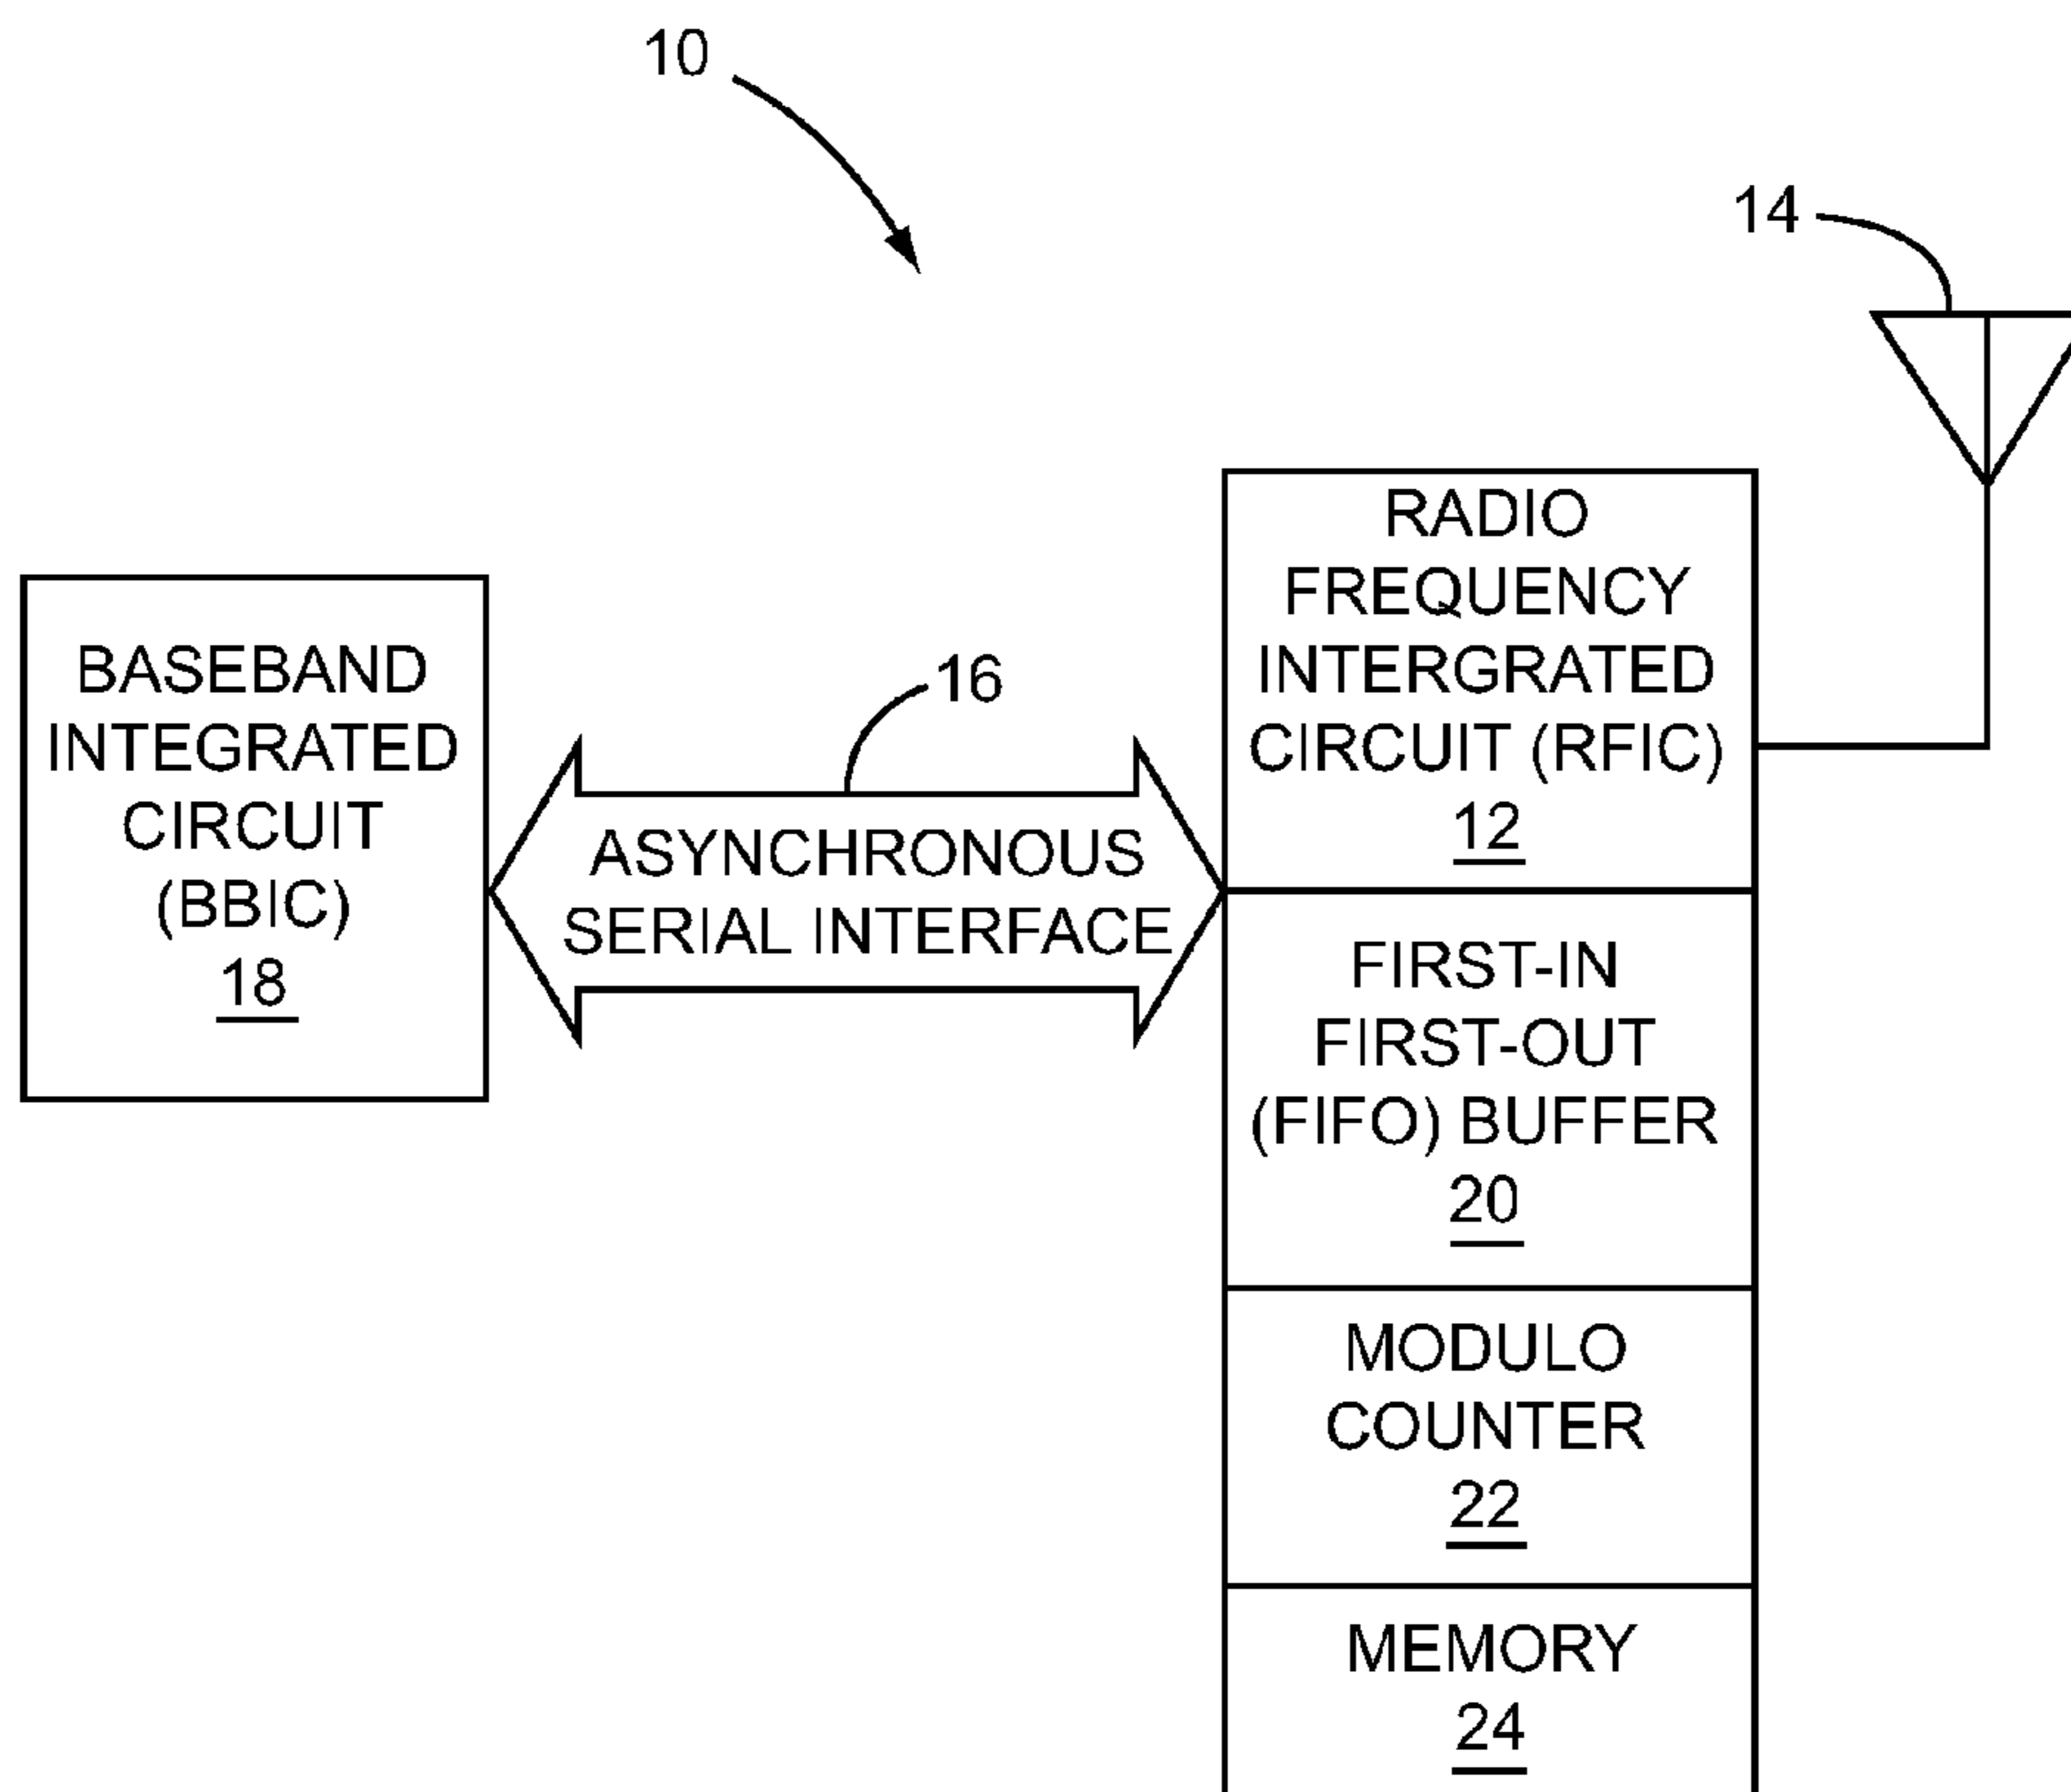 10
14
RADIO
FREQUENCY
INTERGRATED
CIRCUIT (RFIC)
12
BASEBAND
INTEGRATED
CIRCUIT
(BBIC)
18
16
ASYNCHRONOUS
SERIAL INTERFACE
FIRST-IN
FIRST-OUT
(FIFO) BUFFER
20
MODULO
COUNTER
22
MEMORY
24